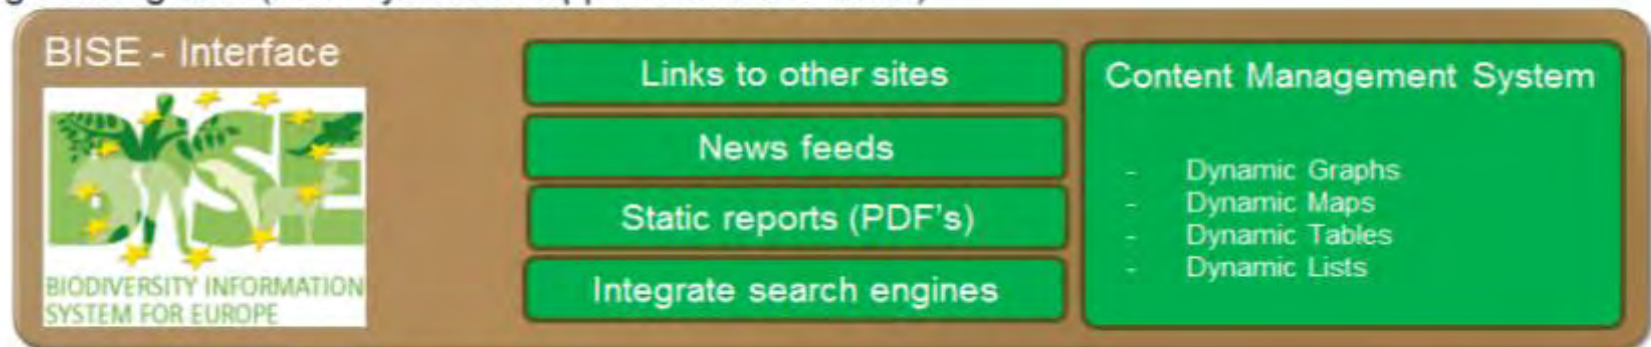 BISE - Interface
BISE
BIODIVERSITY INFORMATION
SYSTEM FOR EUROPE
Links to other sites
News feeds
Static reports (PDF's)
Integrate search engines
Content Management System
- Dynamic Graphs
- Dynamic Maps
- Dynamic Tables
- Dynamic Lists